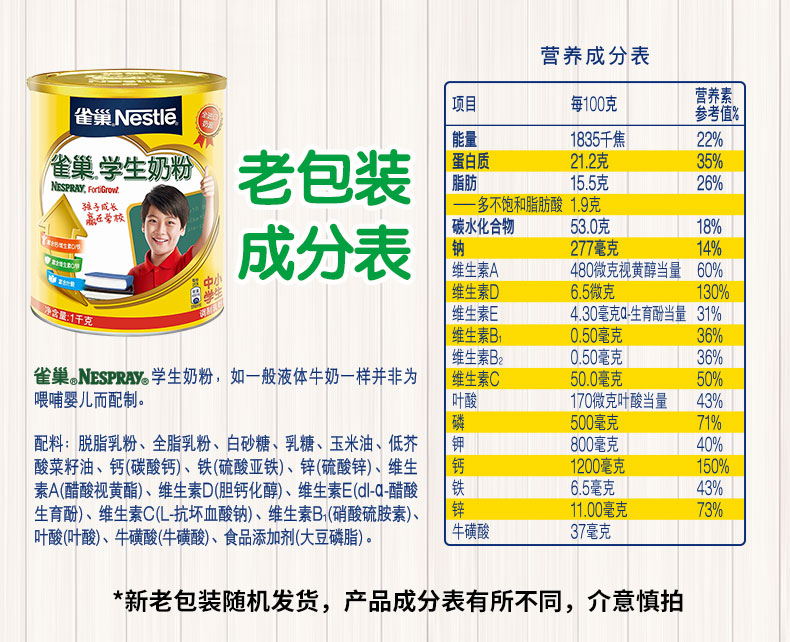 雀巢®Nestlé®
全进口
奶源
雀巢®学生奶粉
NESPRAY® FortiGrow
孩子成长
赢在学校
净含量:1千克
中小
学生
老包装
成分表
雀巢®NESPRAY®学生奶粉，如一般液体牛奶一样并非为
喂哺婴儿而配制。
配料：脱脂乳粉、全脂乳粉、白砂糖、乳糖、玉米油、低芥
酸菜籽油、钙(碳酸钙)、铁(硫酸亚铁)、锌(硫酸锌)、维生
素A(醋酸视黄酯)、维生素D(胆钙化醇)、维生素E(dl-α-醋酸
生育酚)、维生素C(L-抗坏血酸钠)、维生素B₁(硝酸硫胺素)、
叶酸(叶酸)、牛磺酸(牛磺酸)、食品添加剂(大豆磷脂)。
营养成分表
项目 每100克 营养素
参考值%
能量 1835千焦 22%
蛋白质 21.2克 35%
脂肪 15.5克 26%
——多不饱和脂肪酸 1.9克
碳水化合物 53.0克 18%
钠 277毫克 14%
维生素A 480微克视黄醇当量 60%
维生素D 6.5微克 130%
维生素E 4.30毫克α-生育酚当量 31%
维生素B₁ 0.50毫克 36%
维生素B₂ 0.50毫克 36%
维生素C 50.0毫克 50%
叶酸 170微克叶酸当量 43%
磷 500毫克 71%
钾 800毫克 40%
钙 1200毫克 150%
铁 6.5毫克 43%
锌 11.00毫克 73%
牛磺酸 37毫克
*新老包装随机发货，产品成分表有所不同，介意慎拍